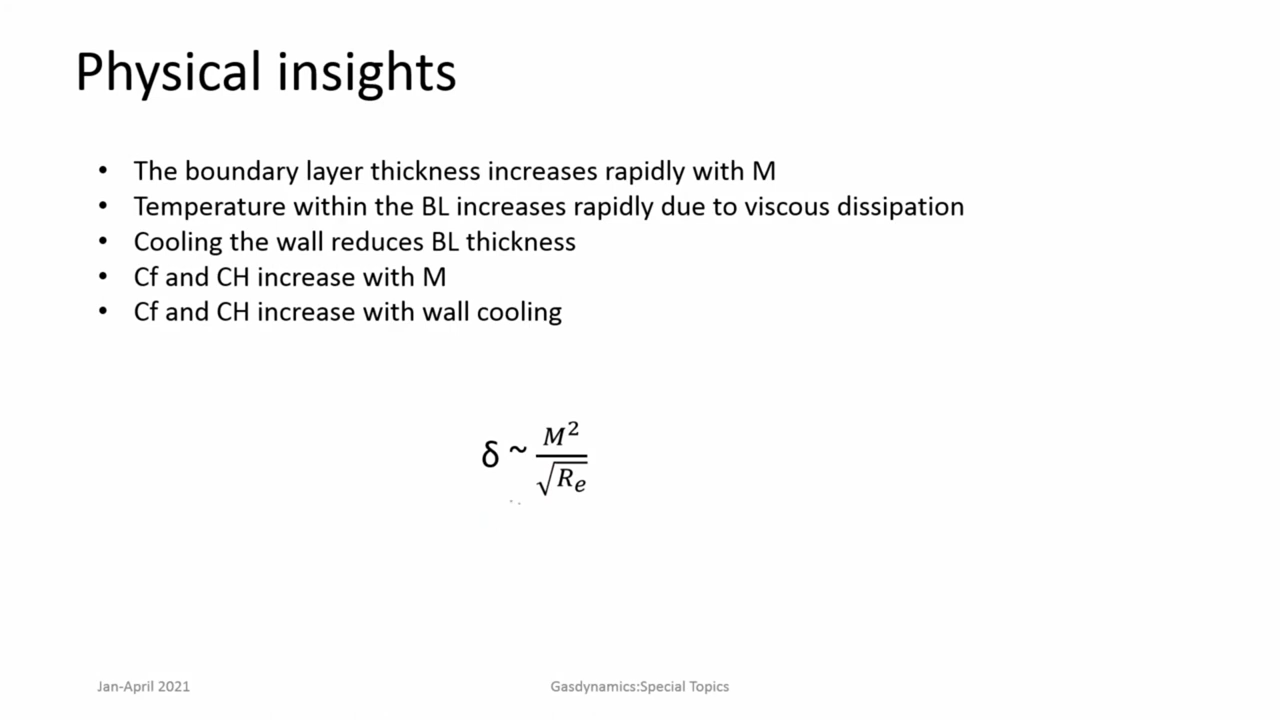 Physical insights
• The boundary layer thickness increases rapidly with M
• Temperature within the BL increases rapidly due to viscous dissipation
• Cooling the wall reduces BL thickness
• Cf and CH increase with M
• Cf and CH increase with wall cooling
δ ~ M² / √Rₑ
Jan-April 2021
Gasdynamics:Special Topics